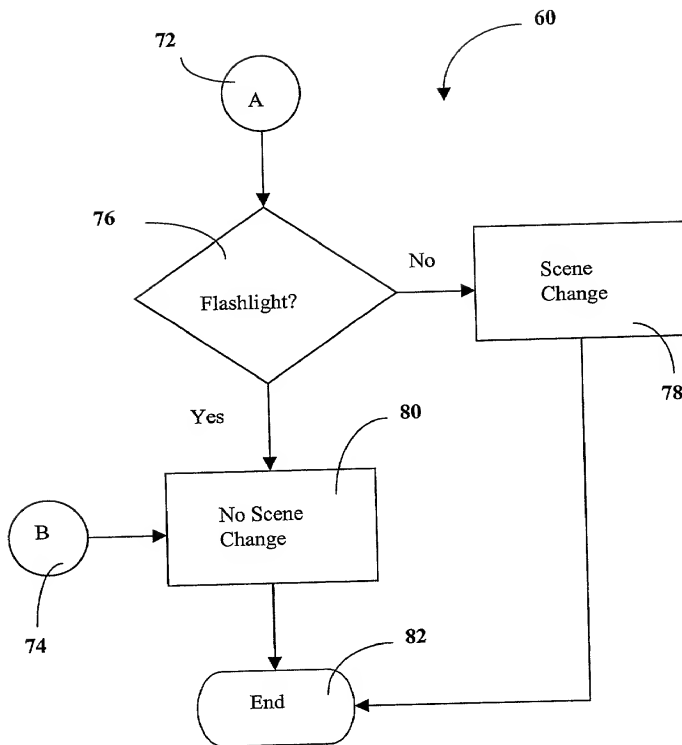 60
72
A
76
No
Scene
Change
Flashlight?
78
Yes
80
No Scene
Change
B
74
82
End